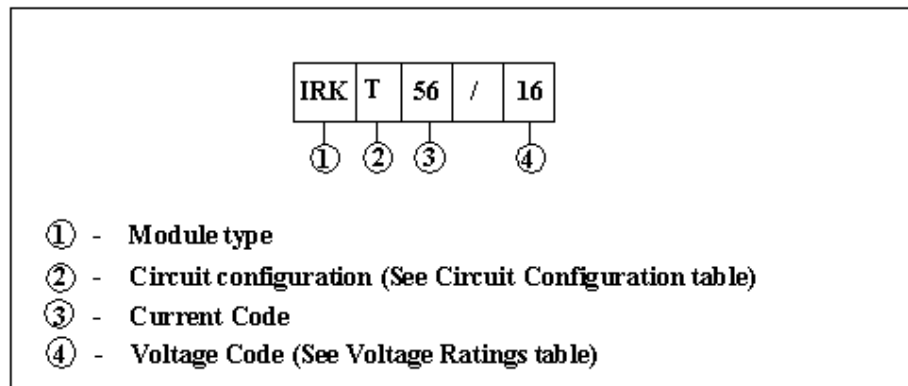 IRK T 56 / 16
① ② ③ ④
① - Module type
② - Circuit configuration (See Circuit Configuration table)
③ - Current Code
④ - Voltage Code (See Voltage Ratings table)